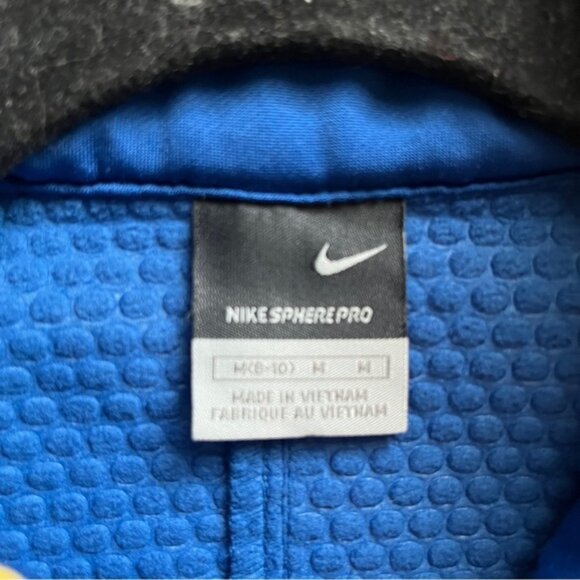 NIKESPHEREPRO
M(8-10) M M
MADE IN VIETNAM
FABRIQUE AU VIETNAM